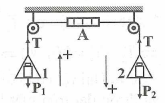 A
T T
1 + + 2
P₁ P₂